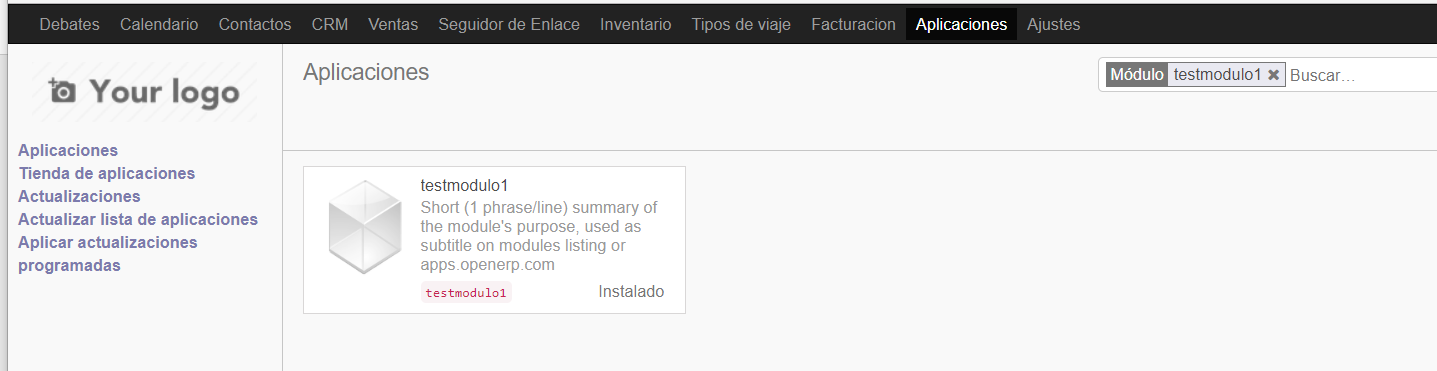 Debates Calendario Contactos CRM Ventas Seguidor de Enlace Inventario Tipos de viaje Facturacion Aplicaciones Ajustes
Your logo
Aplicaciones
Tienda de aplicaciones
Actualizaciones
Actualizar lista de aplicaciones
Aplicar actualizaciones
programadas
Aplicaciones
Módulo testmodulo1 Buscar...
testmodulo1
Short (1 phrase/line) summary of
the module's purpose, used as
subtitle on modules listing or
apps.openerp.com
testmodulo1 Instalado